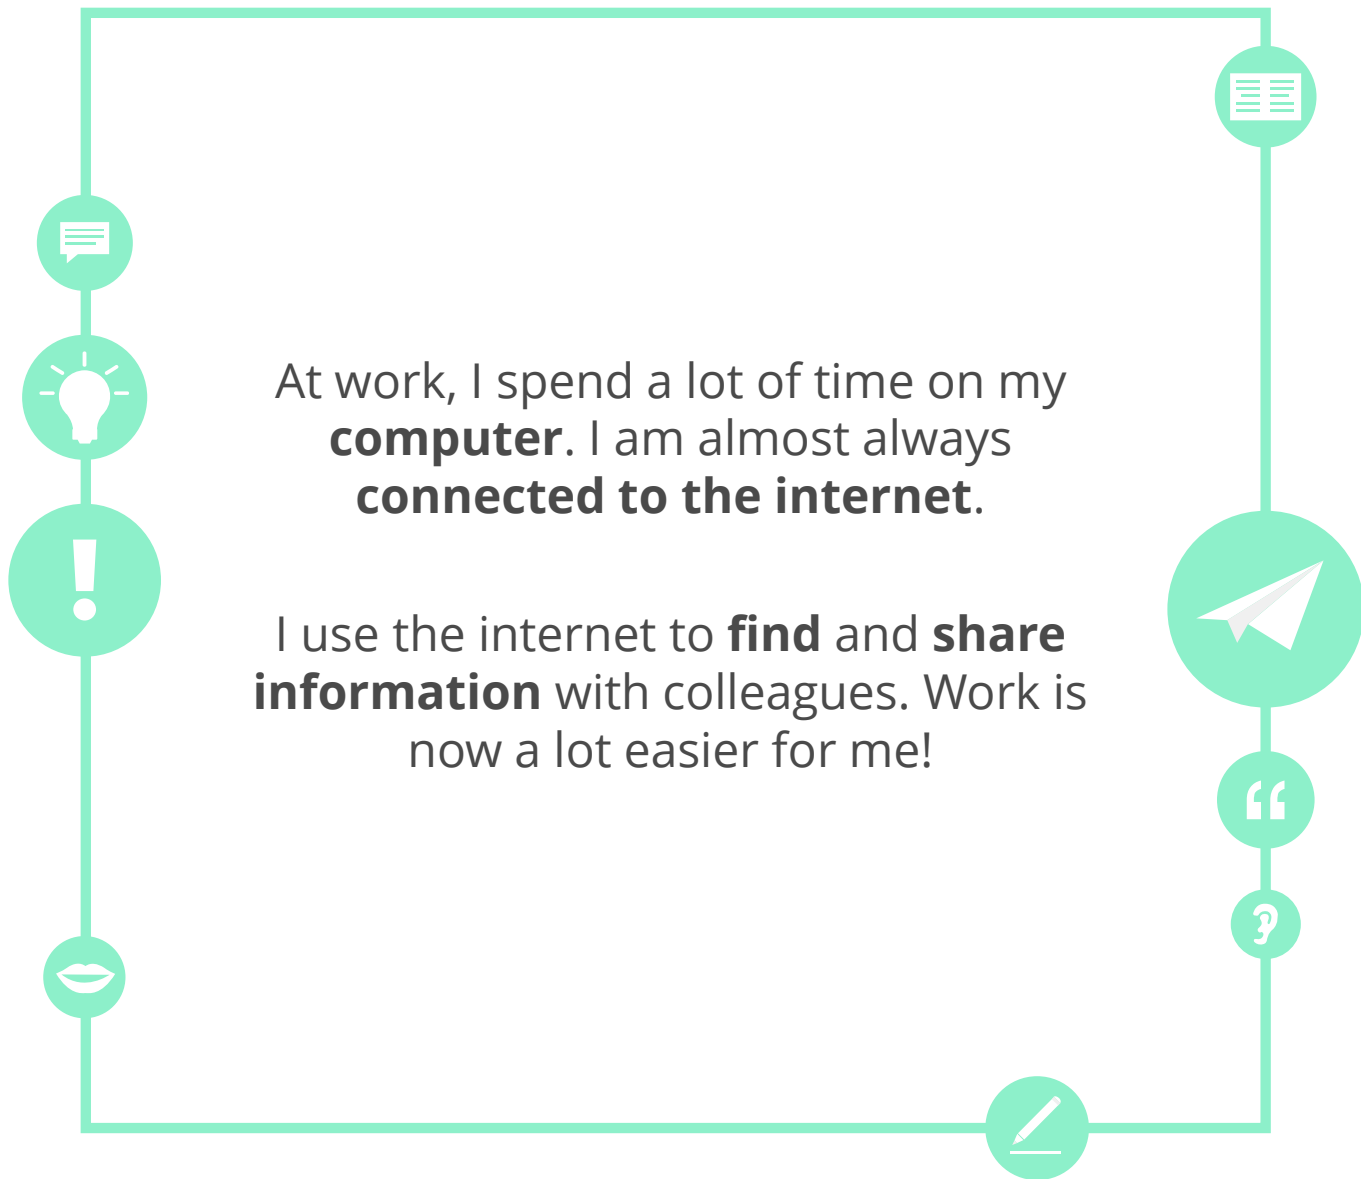 At work, I spend a lot of time on my
computer. I am almost always
connected to the internet.
I use the internet to find and share
information with colleagues. Work is
now a lot easier for me!